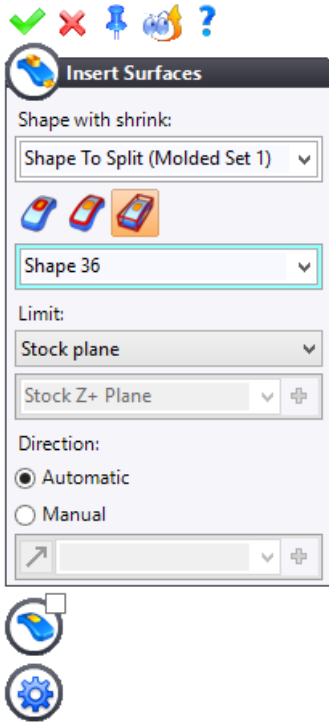 ?
Insert Surfaces
Shape with shrink:
Shape To Split (Molded Set 1)
Shape 36
Limit:
Stock plane
Stock Z+ Plane
Direction:
Automatic
Manual